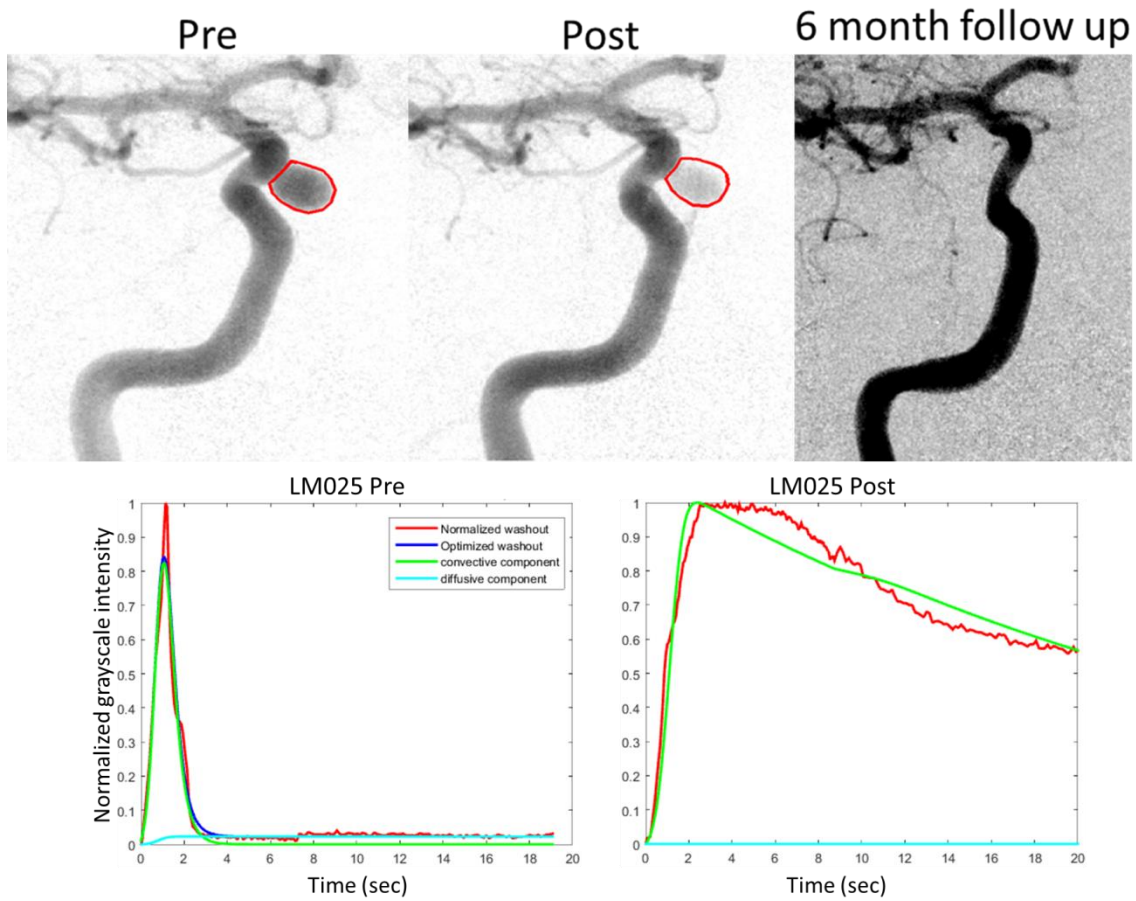 Pre
Post
6 month follow up
LM025 Pre
LM025 Post
Normalized grayscale intensity
1
0.9
0.8
0.7
0.6
0.5
0.4
0.3
0.2
0.1
0
0 2 4 6 8 10 12 14 16 18 20
Time (sec)
Normalized washout
Optimized washout
convective component
diffusive component
1
0.9
0.8
0.7
0.6
0.5
0.4
0.3
0.2
0.1
0
0 2 4 6 8 10 12 14 16 18 20
Time (sec)